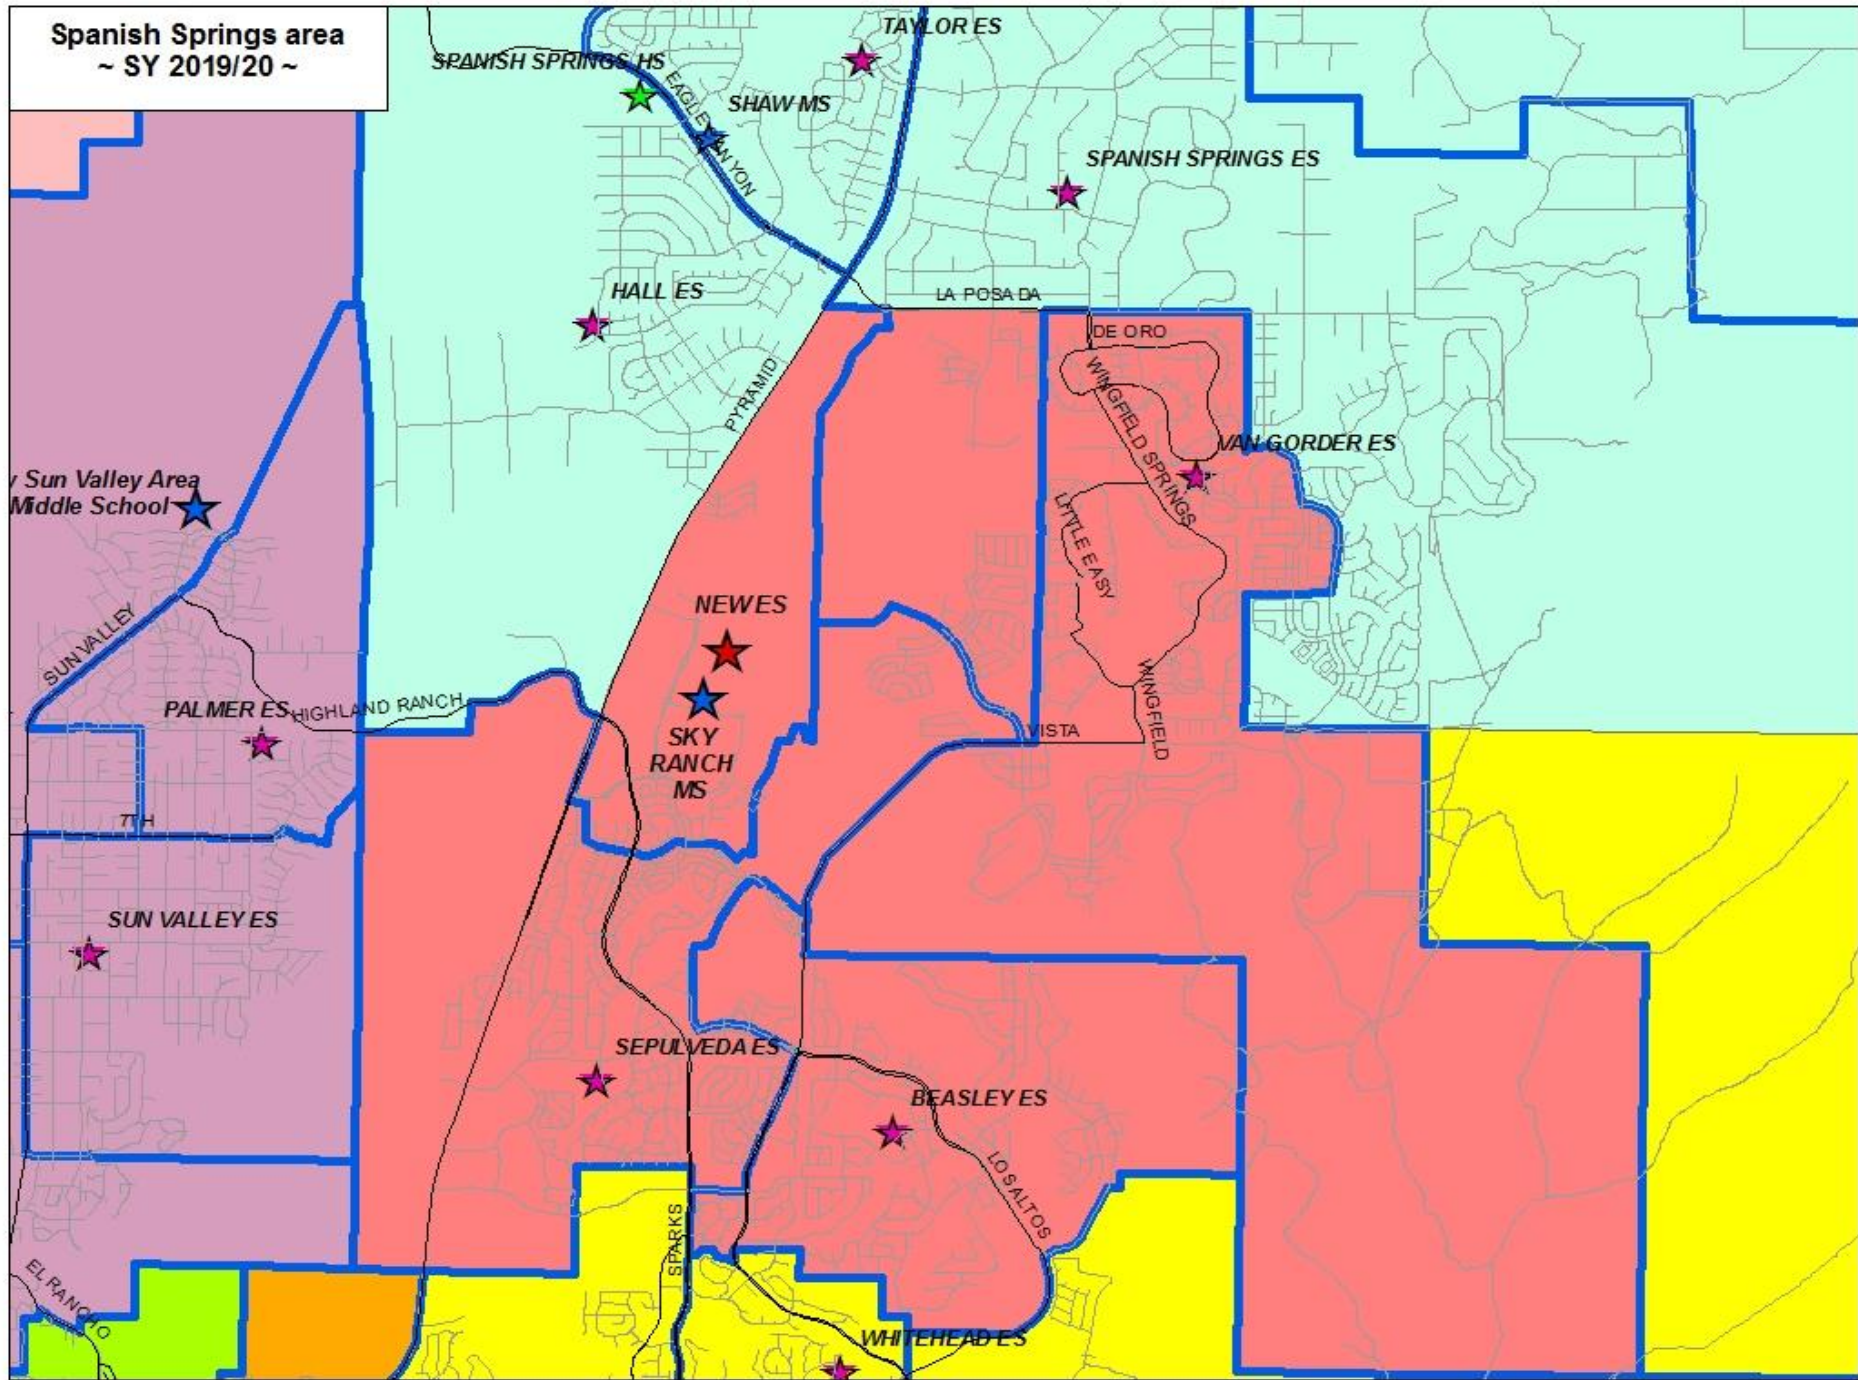 Spanish Springs area
~ SY 2019/20 ~
TAYLOR ES
SPANISH SPRINGS HS
EAGLE CANYON
SHAW MS
SPANISH SPRINGS ES
HALL ES
LA POSADA
DE ORO
PYRAMID
WINGFIELD SPRINGS
VAN GORDER ES
Sun Valley Area
Middle School
LITTLE EASY
NEW ES
SUN VALLEY
WINGFIELD
PALMER ES
HIGHLAND RANCH
SKY
RANCH
MS
VISTA
7TH
SUN VALLEY ES
SEPULVEDA ES
BEASLEY ES
LOS ALTOS
SPARKS
EL RANCHO
WHITEHEAD ES